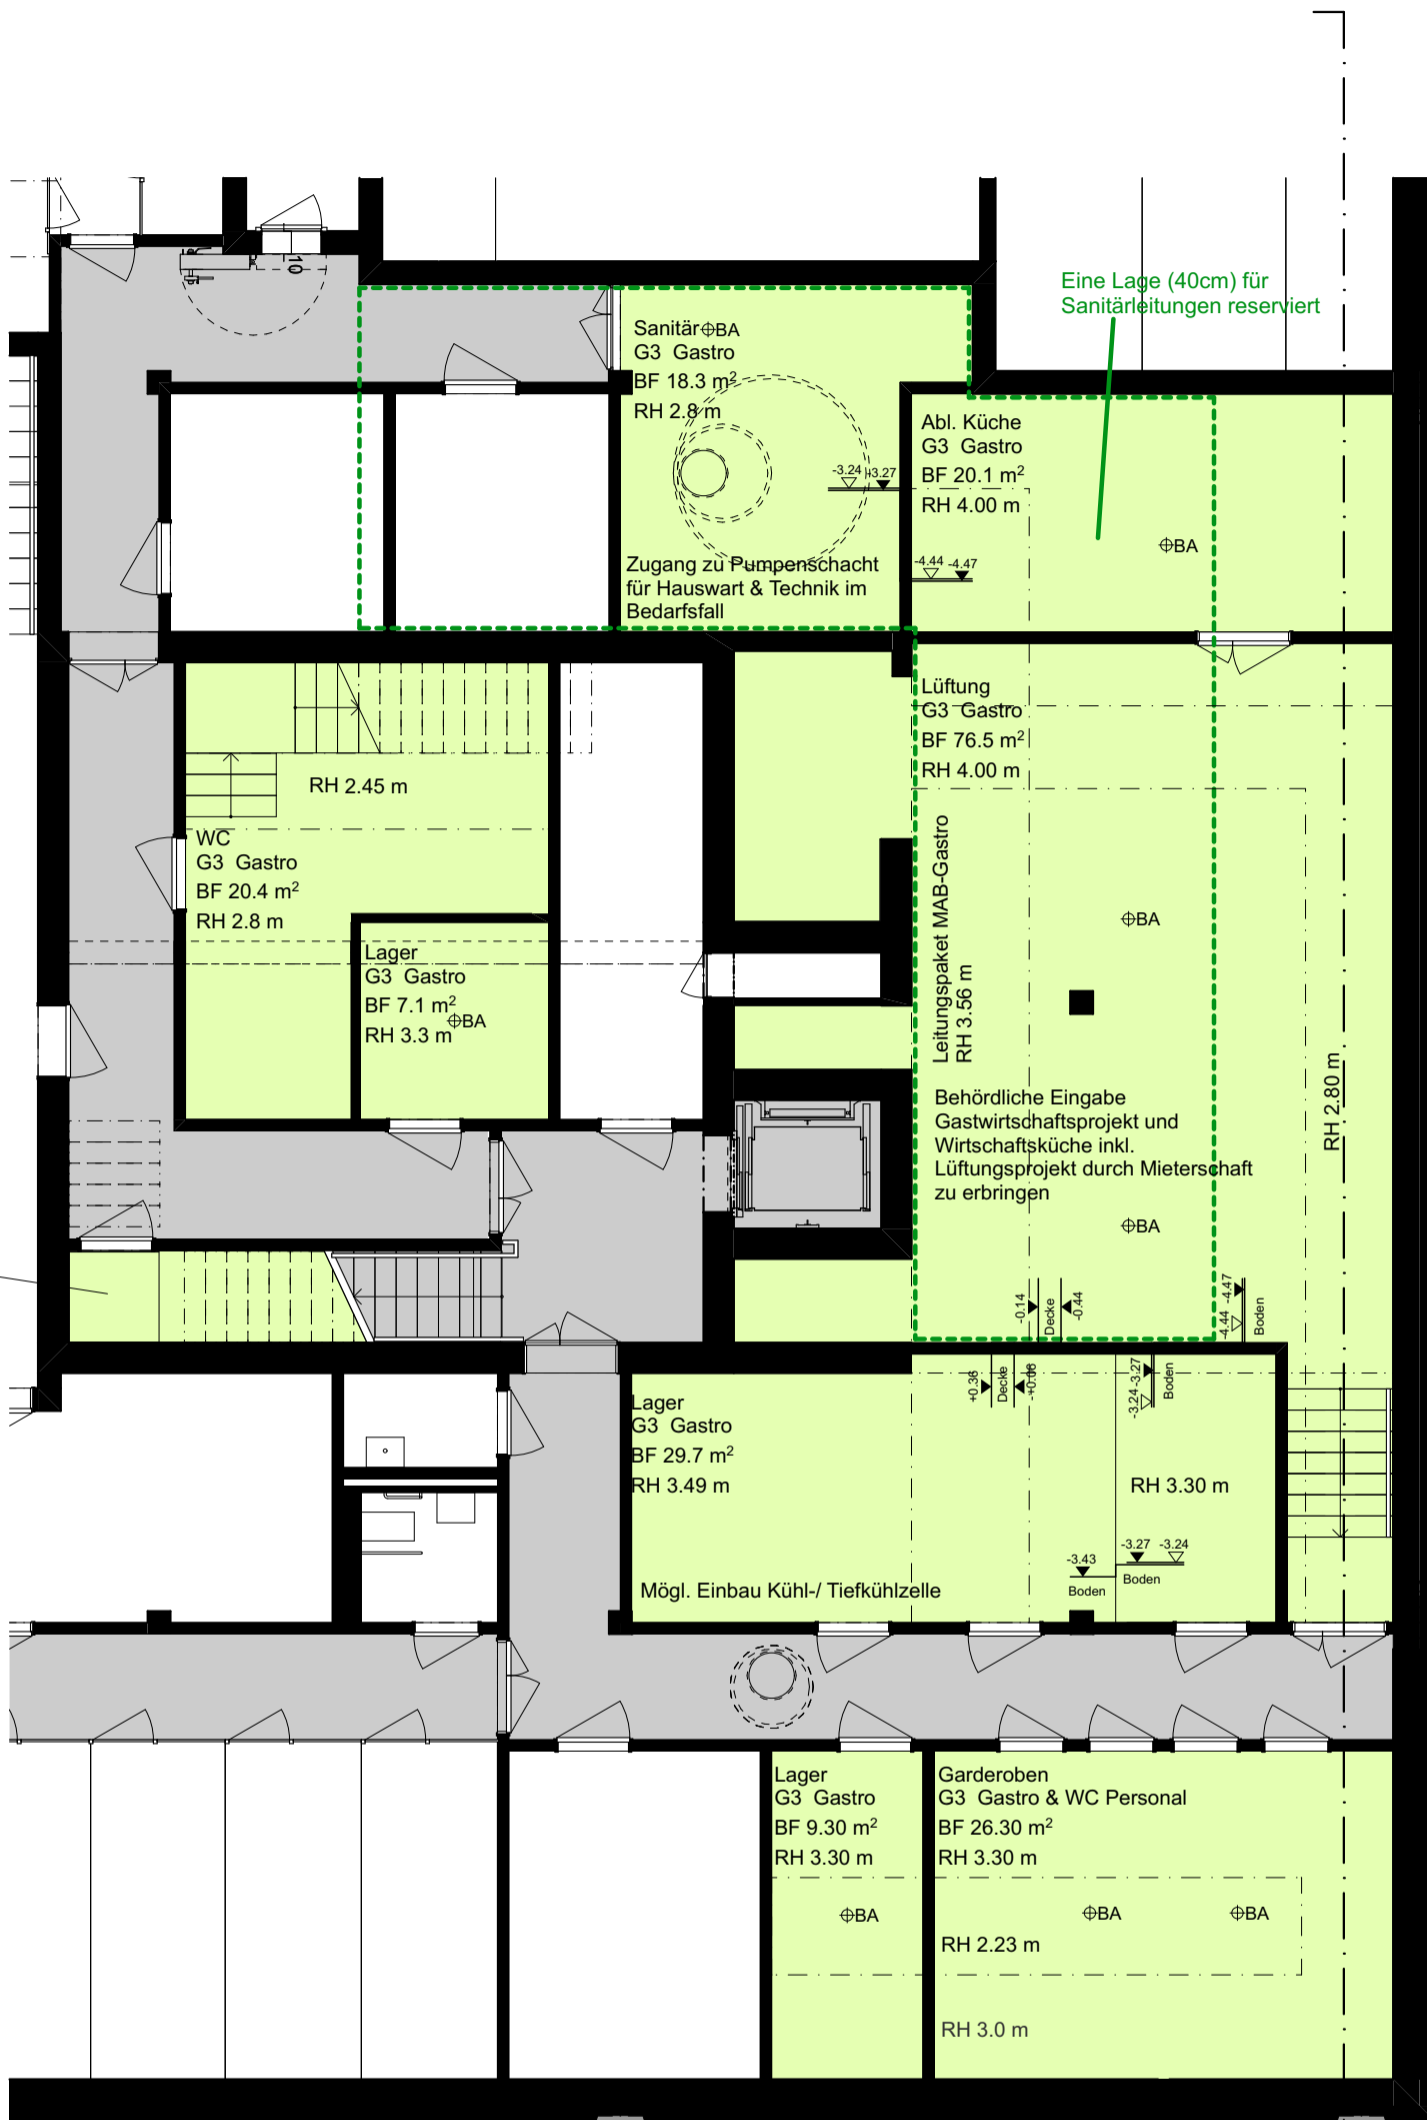 10
Eine Lage (40cm) für
Sanitärleitungen reserviert
Sanitär BA
G3 Gastro
BF 18.3 m²
RH 2.8 m
-3.24 -3.27
Zugang zu Pumpenschacht
für Hauswart & Technik im
Bedarfsfall
Abl. Küche
G3 Gastro
BF 20.1 m²
RH 4.00 m
BA
-4.44 -4.47
RH 2.45 m
WC
G3 Gastro
BF 20.4 m²
RH 2.8 m
Lager
G3 Gastro
BF 7.1 m²
RH 3.3 m
BA
Lüftung
G3 Gastro
BF 76.5 m²
RH 4.00 m
Leitungspaket MAB-Gastro
RH 3.56 m
BA
Behördliche Eingabe
Gastwirtschaftsprojekt und
Wirtschaftsküche inkl.
Lüftungsprojekt durch Mieterschaft
zu erbringen
RH 2.80 m
BA
-0.14
Decke
-0.44
-4.44 -4.47
Boden
+0.36
Decke
+0.06
-3.24 -3.27
Boden
Lager
G3 Gastro
BF 29.7 m²
RH 3.49 m
RH 3.30 m
-3.43
Boden
-3.27 -3.24
Boden
Mögl. Einbau Kühl-/ Tiefkühlzelle
Lager
G3 Gastro
BF 9.30 m²
RH 3.30 m
BA
Garderoben
G3 Gastro & WC Personal
BF 26.30 m²
RH 3.30 m
BA
BA
RH 2.23 m
RH 3.0 m